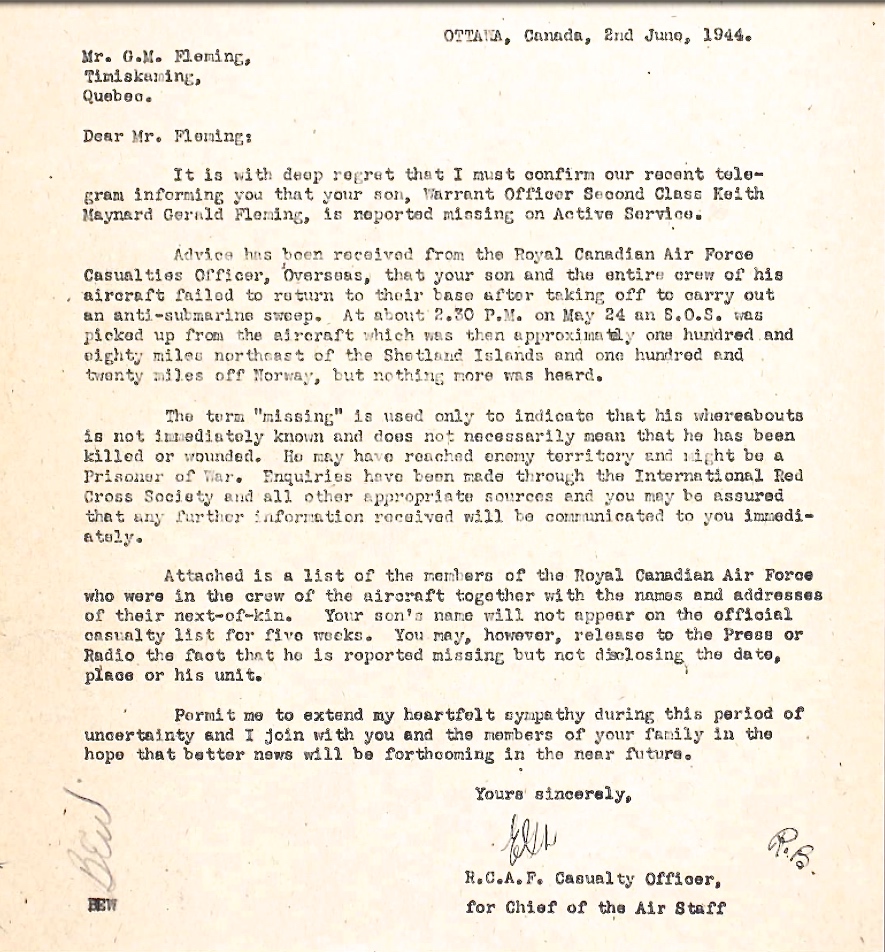 OTTAWA, Canada, 2nd June, 1944.
Mr. G.M. Fleming,
Timiskaming,
Quebec.
Dear Mr. Fleming:
It is with deep regret that I must confirm our recent tele-
gram informing you that your son, Warrant Officer Second Class Keith
Maynard Gerald Fleming, is reported missing on Active Service.
Advice has been received from the Royal Canadian Air Force
Casualties Officer, Overseas, that your son and the entire crew of his
aircraft failed to return to their base after taking off to carry out
an anti-submarine sweep. At about 2.30 P.M. on May 24 an S.O.S. was
picked up from the aircraft which was then approximately one hundred and
eighty miles northeast of the Shetland Islands and one hundred and
twenty miles off Norway, but nothing more was heard.
The term "missing" is used only to indicate that his whereabouts
is not immediately known and does not necessarily mean that he has been
killed or wounded. He may have reached enemy territory and might be a
Prisoner of War. Enquiries have been made through the International Red
Cross Society and all other appropriate sources and you may be assured
that any further information received will be communicated to you immedi-
ately.
Attached is a list of the members of the Royal Canadian Air Force
who were in the crew of the aircraft together with the names and addresses
of their next-of-kin. Your son's name will not appear on the official
casualty list for five weeks. You may, however, release to the Press or
Radio the fact that he is reported missing but not disclosing the date,
place or his unit.
Permit me to extend my heartfelt sympathy during this period of
uncertainty and I join with you and the members of your family in the
hope that better news will be forthcoming in the near future.
Yours sincerely,
R.B.
R.C.A.F. Casualty Officer,
for Chief of the Air Staff
BEW
BEW